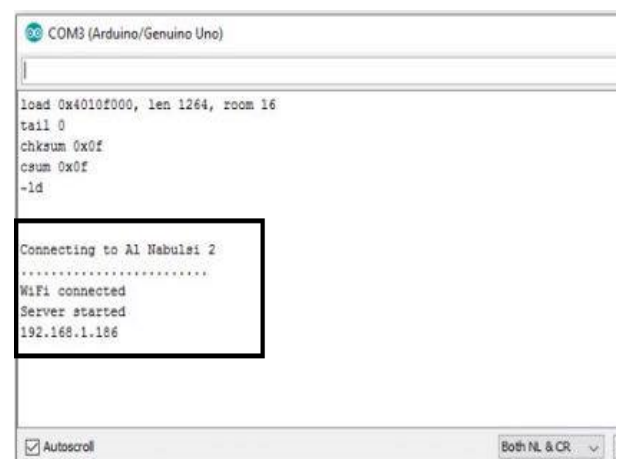 COM3 (Arduino/Genuino Uno)
load 0x4010f000, len 1264, room 16
tail 0
chksum 0x0f
csum 0x0f
~ld
Connecting to Al Nabulsi 2
.........................
WiFi connected
Server started
192.168.1.186
Autoscroll
Both NL & CR